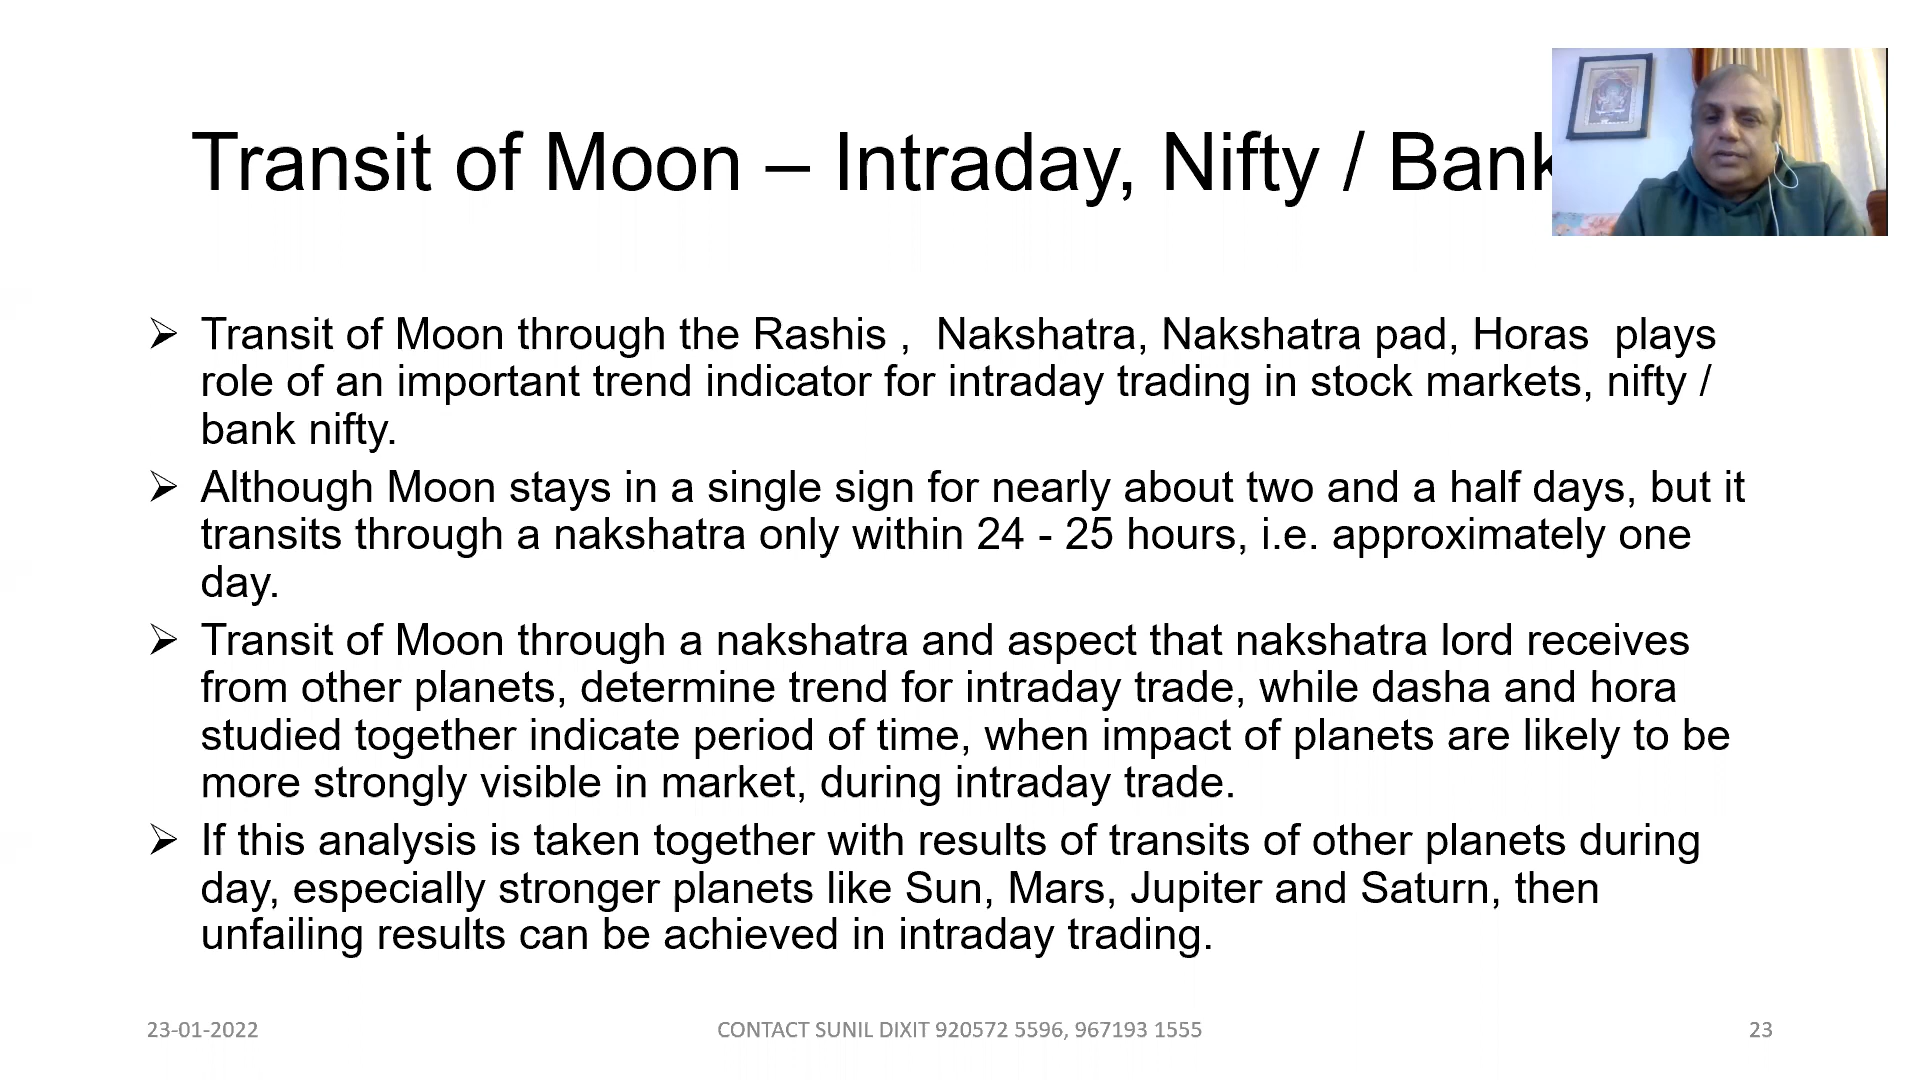 Transit of Moon – Intraday, Nifty / Bank
➢ Transit of Moon through the Rashis ,  Nakshatra, Nakshatra pad, Horas  plays
role of an important trend indicator for intraday trading in stock markets, nifty /
bank nifty.
➢ Although Moon stays in a single sign for nearly about two and a half days, but it
transits through a nakshatra only within 24 - 25 hours, i.e. approximately one
day.
➢ Transit of Moon through a nakshatra and aspect that nakshatra lord receives
from other planets, determine trend for intraday trade, while dasha and hora
studied together indicate period of time, when impact of planets are likely to be
more strongly visible in market, during intraday trade.
➢ If this analysis is taken together with results of transits of other planets during
day, especially stronger planets like Sun, Mars, Jupiter and Saturn, then
unfailing results can be achieved in intraday trading.
23-01-2022
CONTACT SUNIL DIXIT 920572 5596, 967193 1555
23